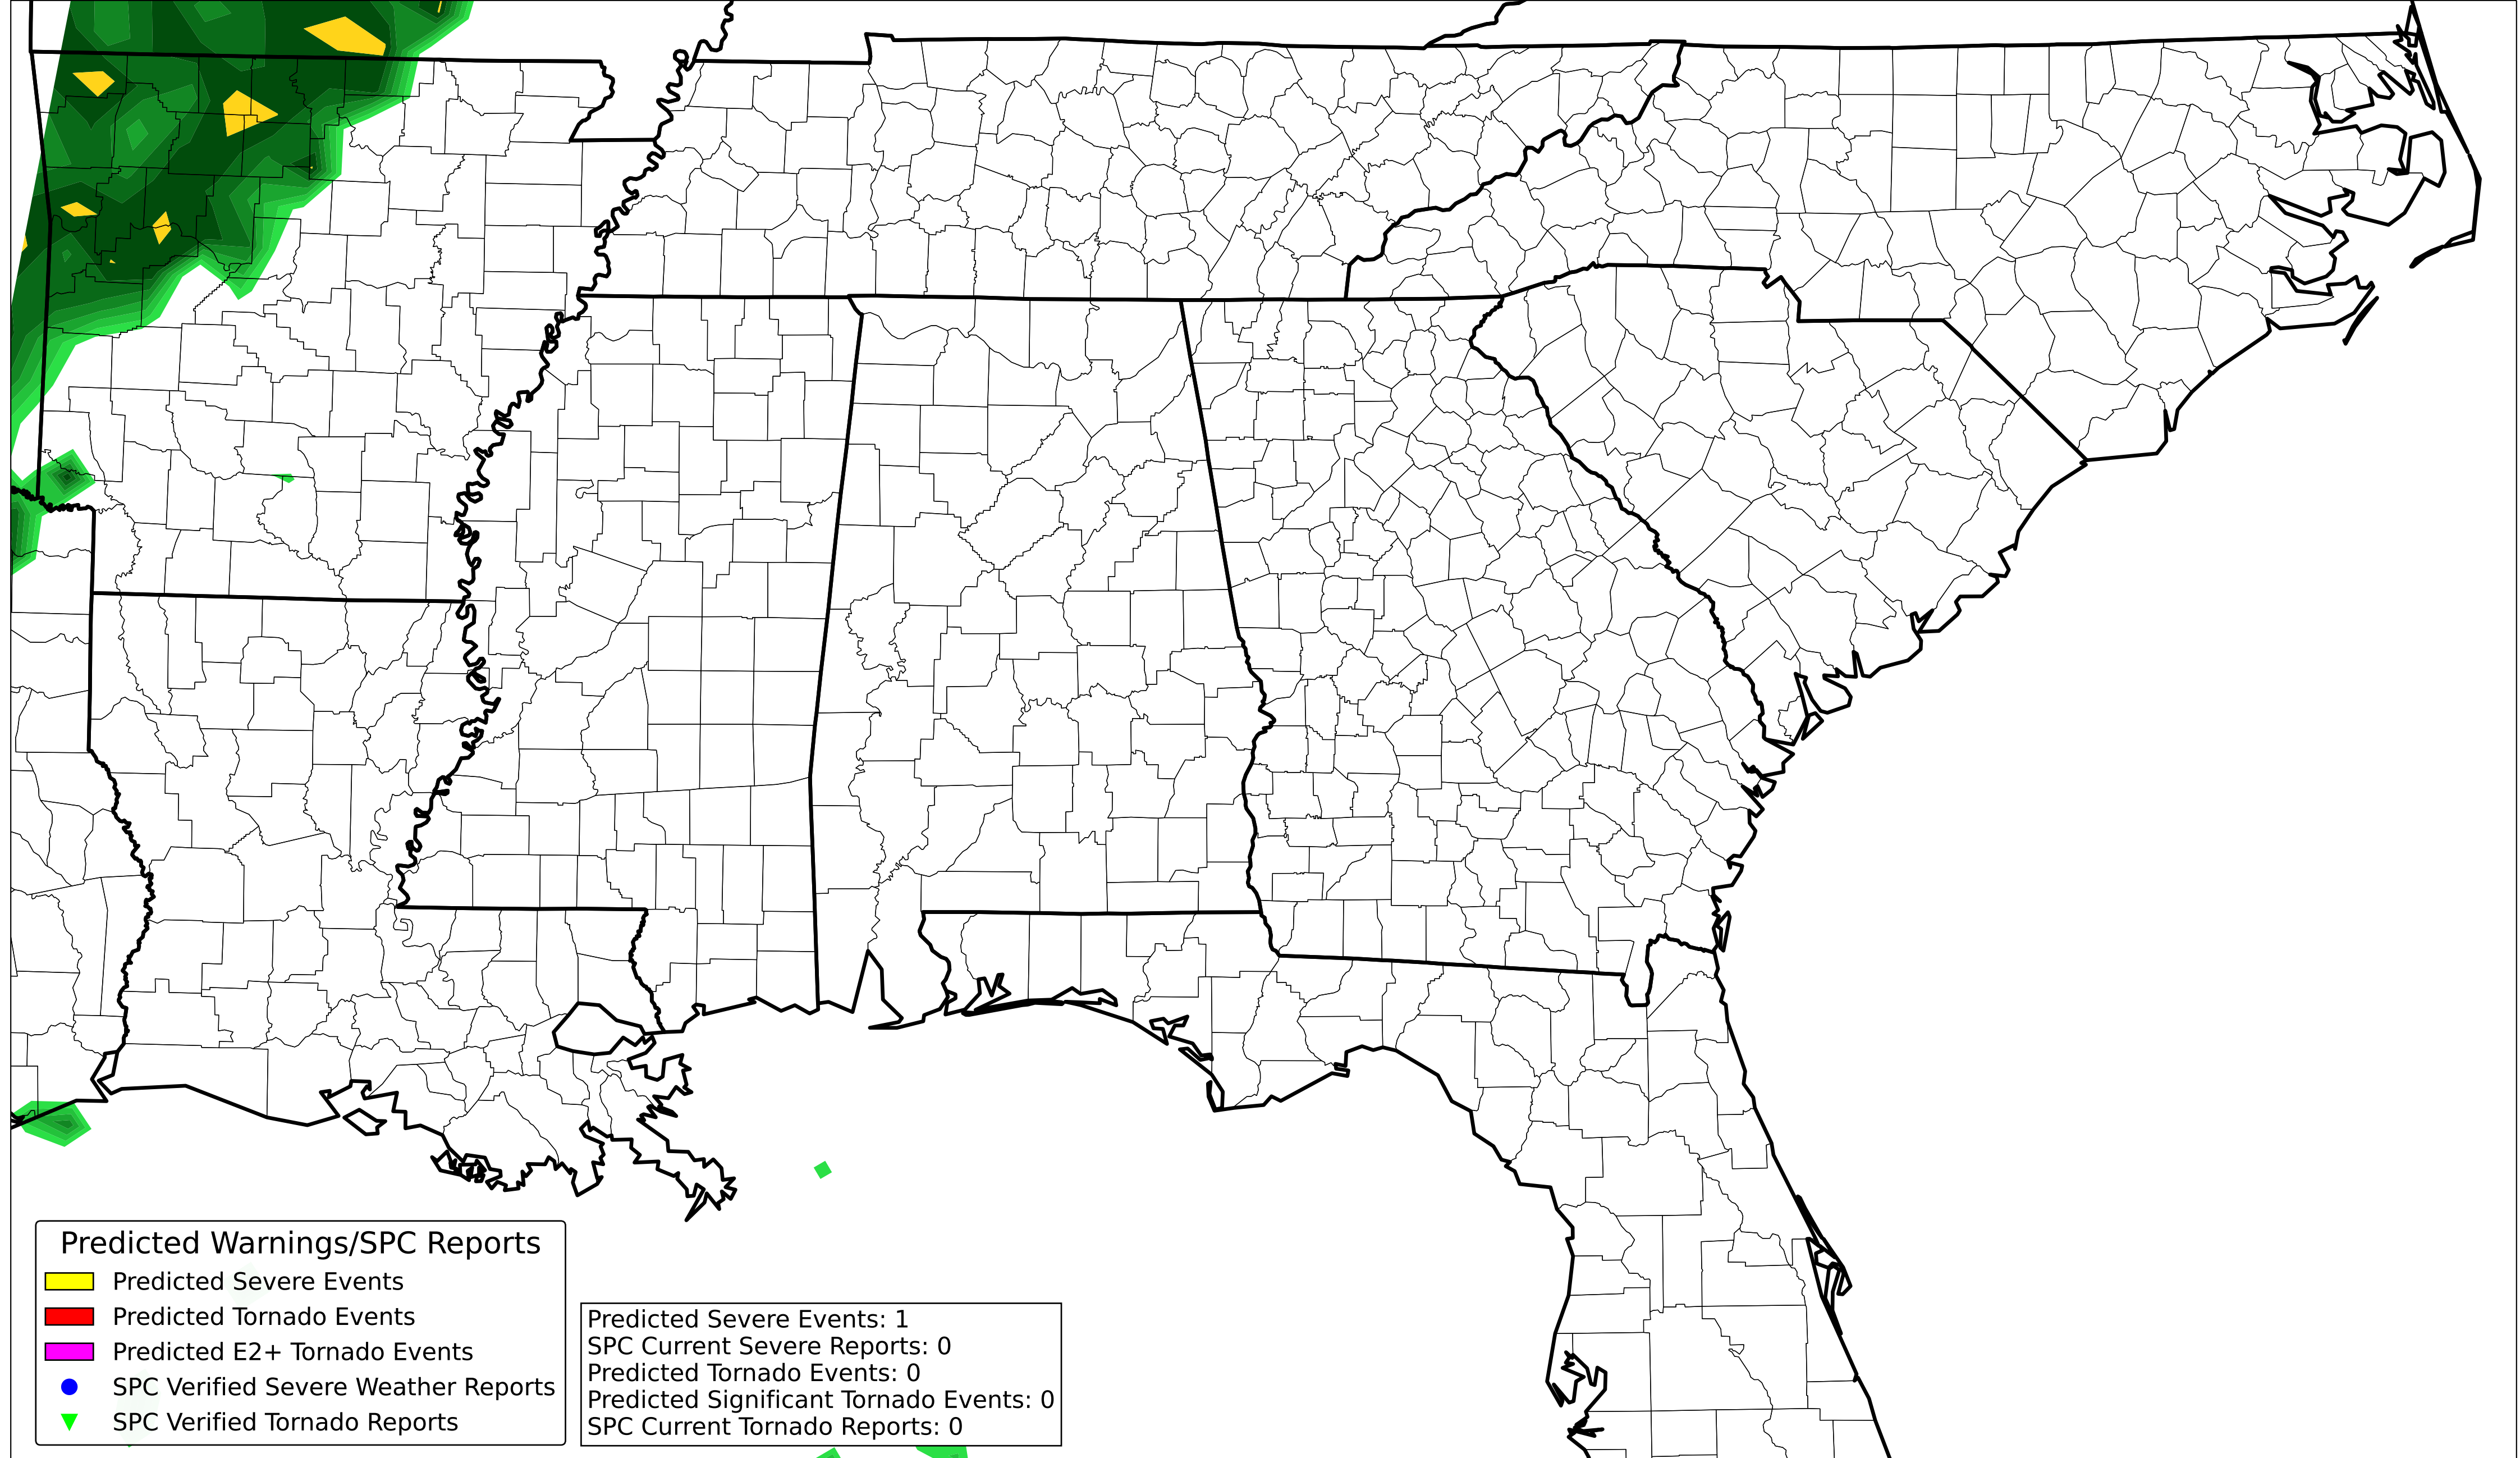 Predicted Warnings/SPC Reports
Predicted Severe Events
Predicted Tornado Events
Predicted E2+ Tornado Events
SPC Verified Severe Weather Reports
SPC Verified Tornado Reports
Predicted Severe Events: 1
SPC Current Severe Reports: 0
Predicted Tornado Events: 0
Predicted Significant Tornado Events: 0
SPC Current Tornado Reports: 0